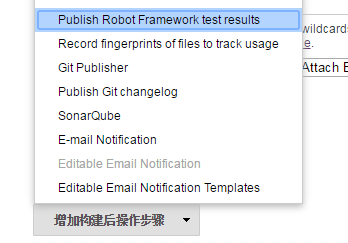 Publish Robot Framework test results
Record fingerprints of files to track usage
Git Publisher
Publish Git changelog
SonarQube
E-mail Notification
Editable Email Notification
Editable Email Notification Templates
增加构建后操作步骤
wildcards
e.
Attach B